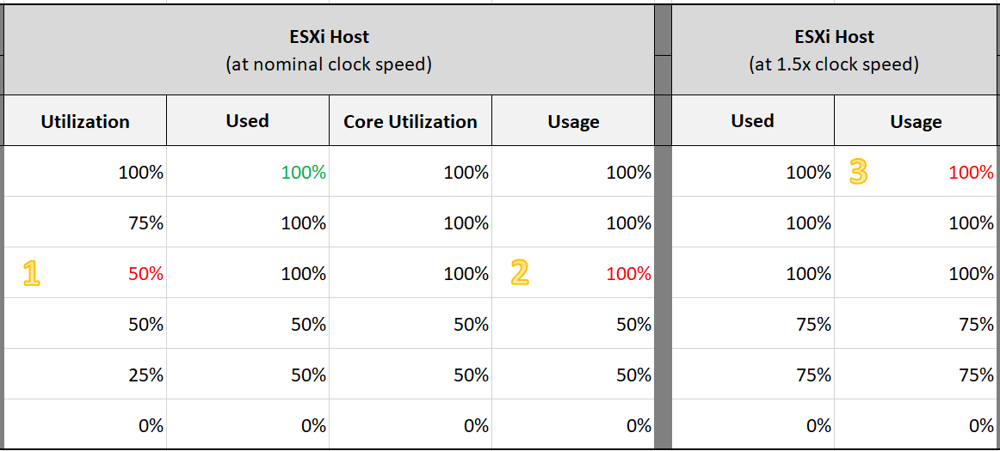 ESXi Host ESXi Host
(at nominal clock speed) (at 1.5x clock speed)
Utilization Used Core Utilization Usage Used Usage
100% 100% 100% 100% 100% 3 100%
75% 100% 100% 100% 100% 100%
1 50% 100% 100% 2 100% 100% 100%
50% 50% 50% 50% 75% 75%
25% 50% 50% 50% 75% 75%
0% 0% 0% 0% 0% 0%